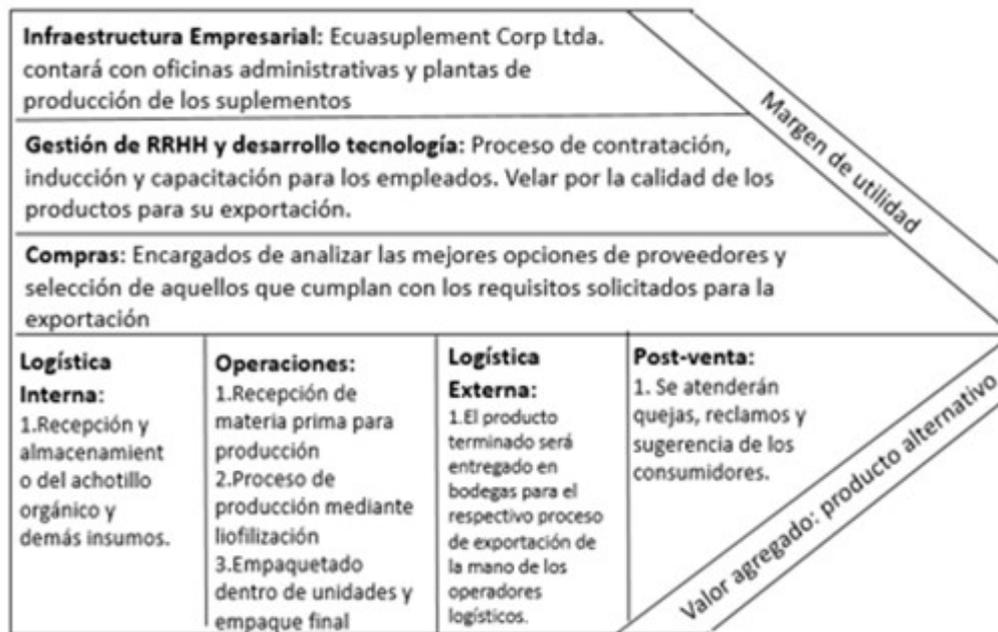 Infraestructura Empresarial: Ecuasuplement Corp Ltda.
contará con oficinas administrativas y plantas de
producción de los suplementos
Margen de utilidad
Gestión de RRHH y desarrollo tecnología: Proceso de contratación,
inducción y capacitación para los empleados. Velar por la calidad de los
productos para su exportación.
Compras: Encargados de analizar las mejores opciones de proveedores y
selección de aquellos que cumplan con los requisitos solicitados para la
exportación
Logística
Interna:
1.Recepción y
almacenamient
o del achotillo
orgánico y
demás insumos.
Operaciones:
1.Recepción de
materia prima para
producción
2.Proceso de
producción mediante
liofilización
3.Empaquetado
dentro de unidades y
empaque final
Logística
Externa:
1.El producto
terminado será
entregado en
bodegas para el
respectivo proceso
de exportación de
la mano de los
operadores
logísticos.
Post-venta:
1. Se atenderán
quejas, reclamos y
sugerencia de los
consumidores.
Valor agregado: producto alternativo